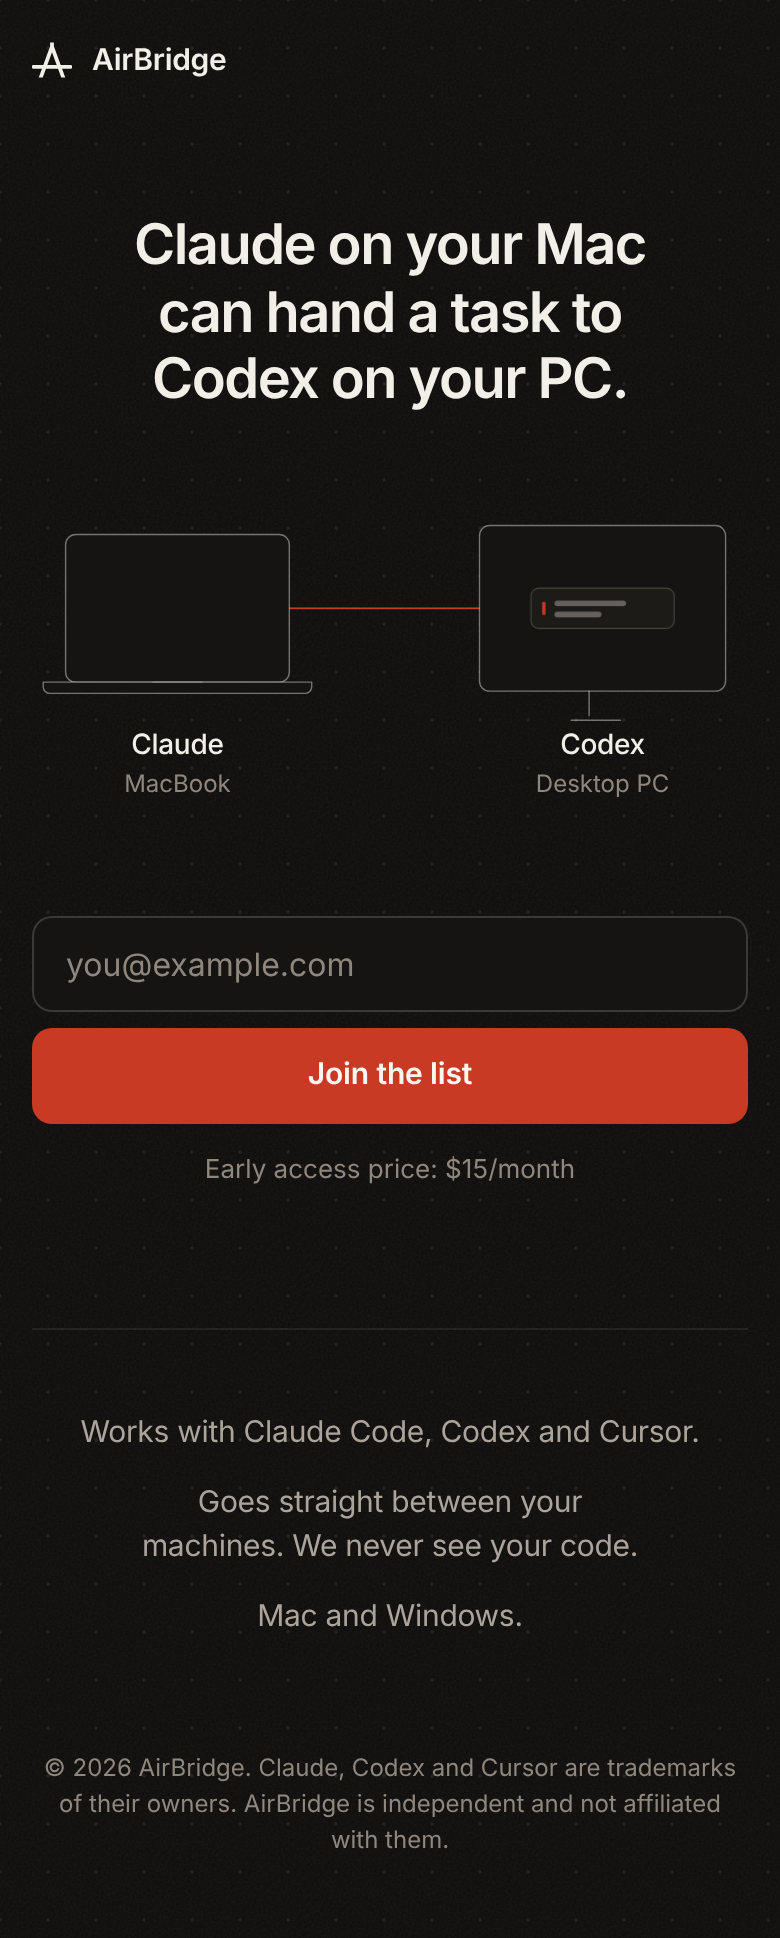 AirBridge
Claude on your Mac
can hand a task to
Codex on your PC.
Claude
MacBook
Codex
Desktop PC
you@example.com
Join the list
Early access price: $15/month
Works with Claude Code, Codex and Cursor.
Goes straight between your
machines. We never see your code.
Mac and Windows.
© 2026 AirBridge. Claude, Codex and Cursor are trademarks
of their owners. AirBridge is independent and not affiliated
with them.